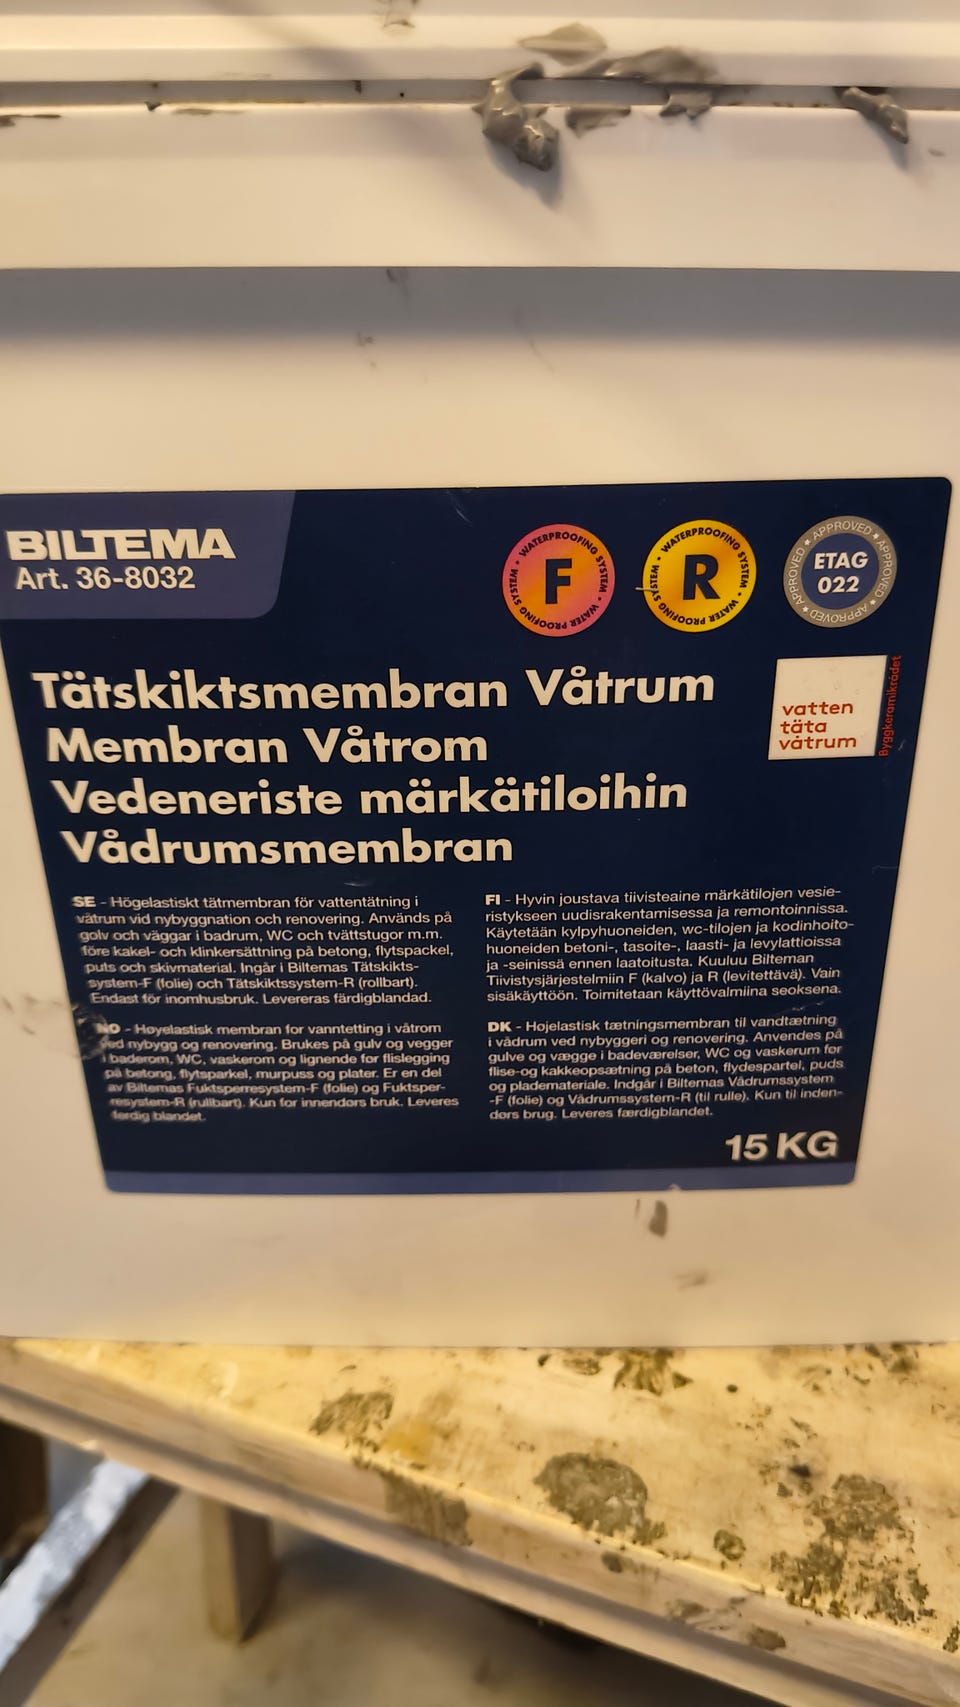 BILTEMA
Art. 36-8032
WATERPROOFING SYSTEM • WATER PROOFING SYSTEM •
F
WATERPROOFING SYSTEM • WATER PROOFING SYSTEM •
R
APPROVED ★ APPROVED ★ APPROVED ★ APPROVED ★
ETAG
022
Tätskiktsmembran Våtrum
Membran Våtrom
Vedeneriste märkätiloihin
Vådrumsmembran
vatten
täta
våtrum
Byggkeramikrådet
SE - Högelastiskt tätmembran för vattentätning i
våtrum vid nybyggnation och renovering. Används på
golv och väggar i badrum, WC och tvättstugor m.m.
före kakel- och klinkersättning på betong, flytspackel,
puts och skivmaterial. Ingår i Biltemas Tätskikts-
system-F (folie) och Tätskiktssystem-R (rollbart).
Endast för inomhusbruk. Levereras färdigblandad.
NO - Høyelastisk membran for vanntetting i våtrom
ved nybygg og renovering. Brukes på gulv og vegger
i baderom, WC, vaskerom og lignende før flislegging
på betong, flytsparkel, murpuss og plater. Er en del
av Biltemas Fuktsperresystem-F (folie) og Fuktsper-
resystem-R (rullbart). Kun for innendørs bruk. Leveres
ferdig blandet.
FI - Hyvin joustava tiivisteaine märkätilojen vesie-
ristykseen uudisrakentamisessa ja remontoinnissa.
Käytetään kylpyhuoneiden, wc-tilojen ja kodinhoito-
huoneiden betoni-, tasoite-, laasti- ja levylattioissa
ja -seinissä ennen laatoitusta. Kuuluu Bilteman
Tiivistysjärjestelmiin F (kalvo) ja R (levitettävä). Vain
sisäkäyttöön. Toimitetaan käyttövalmiina seoksena.
DK - Højelastisk tætningsmembran til vandtætning
i vådrum ved nybyggeri og renovering. Anvendes på
gulve og vægge i badeværelser, WC og vaskerum før
flise-og kakkeopsætning på beton, flydespartel, puds
og plademateriale. Indgår i Biltemas Vådrumssystem
-F (folie) og Vådrumssystem-R (til rulle). Kun til inden-
dørs brug. Leveres færdigblandet.
15 KG